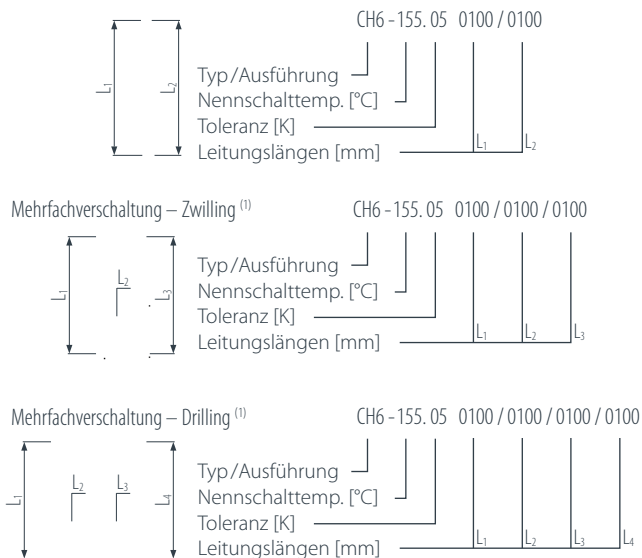 CH6 - 155. 05 0100 / 0100
L₁ L₂
Typ/Ausführung
Nennschalttemp. [°C]
Toleranz [K]
Leitungslängen [mm] L₁ L₂
Mehrfachverschaltung – Zwilling (1) CH6 - 155. 05 0100 / 0100 / 0100
L₁ L₂ L₃
Typ/Ausführung
Nennschalttemp. [°C]
Toleranz [K]
Leitungslängen [mm] L₁ L₂ L₃
Mehrfachverschaltung – Drilling (1) CH6 - 155. 05 0100 / 0100 / 0100 / 0100
L₁ L₂ L₃ L₄
Typ/Ausführung
Nennschalttemp. [°C]
Toleranz [K]
Leitungslängen [mm] L₁ L₂ L₃ L₄